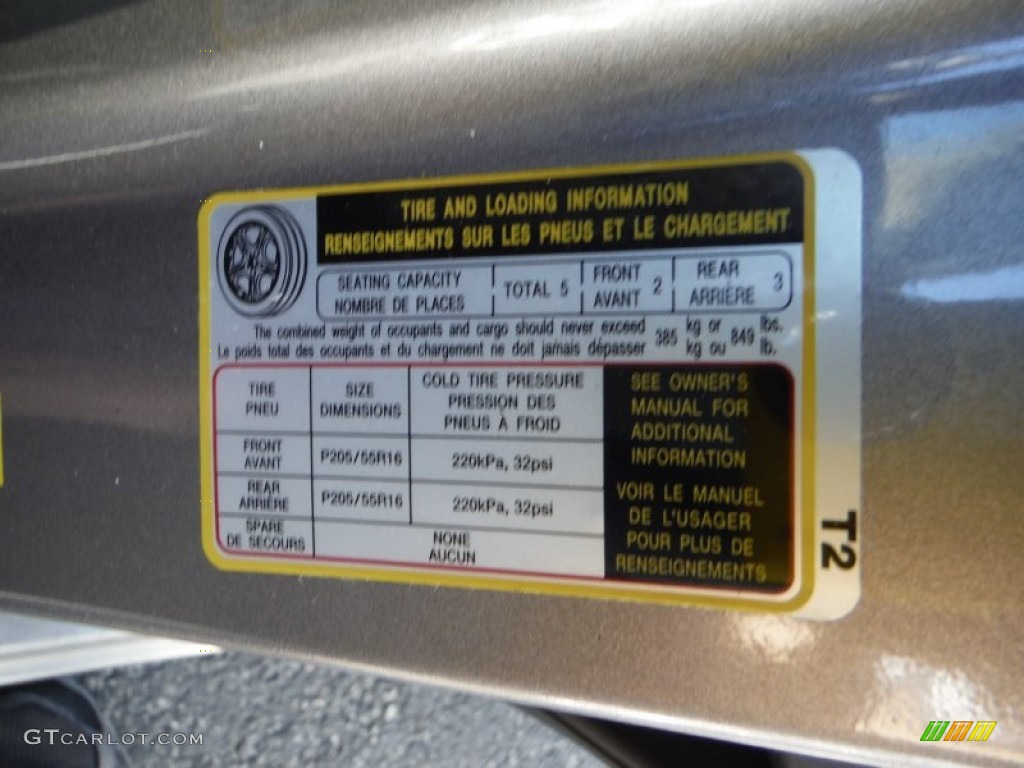 TIRE AND LOADING INFORMATION
RENSEIGNEMENTS SUR LES PNEUS ET LE CHARGEMENT
SEATING CAPACITY
NOMBRE DE PLACES
TOTAL 5
FRONT
AVANT
2
REAR
ARRIÈRE
3
The combined weight of occupants and cargo should never exceed 385 kg or 849 lbs.
Le poids total des occupants et du chargement ne doit jamais dépasser kg ou lb.
TIRE
PNEU
SIZE
DIMENSIONS
COLD TIRE PRESSURE
PRESSION DES
PNEUS À FROID
FRONT
AVANT
P205/55R16
220kPa, 32psi
REAR
ARRIÈRE
P205/55R16
220kPa, 32psi
SPARE
DE SECOURS
NONE
AUCUN
SEE OWNER'S
MANUAL FOR
ADDITIONAL
INFORMATION
VOIR LE MANUEL
DE L'USAGER
POUR PLUS DE
RENSEIGNEMENTS
T2
GTCARLOT.COM